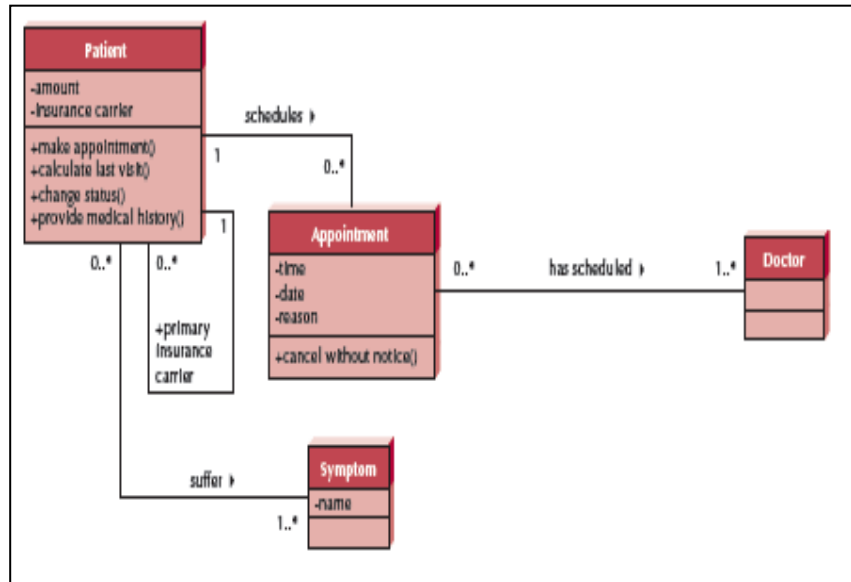 Patient
-amount
-insurance carrier
+make appointment()
+calculate last visit()
+change status()
+provide medical history()
schedules
1
0..*
1
0..*
0..*
+primary
insurance
carrier
Appointment
-time
-date
-reason
+cancel without notice()
0..*
has scheduled
1..*
Doctor
suffer
1..*
Symptom
-name